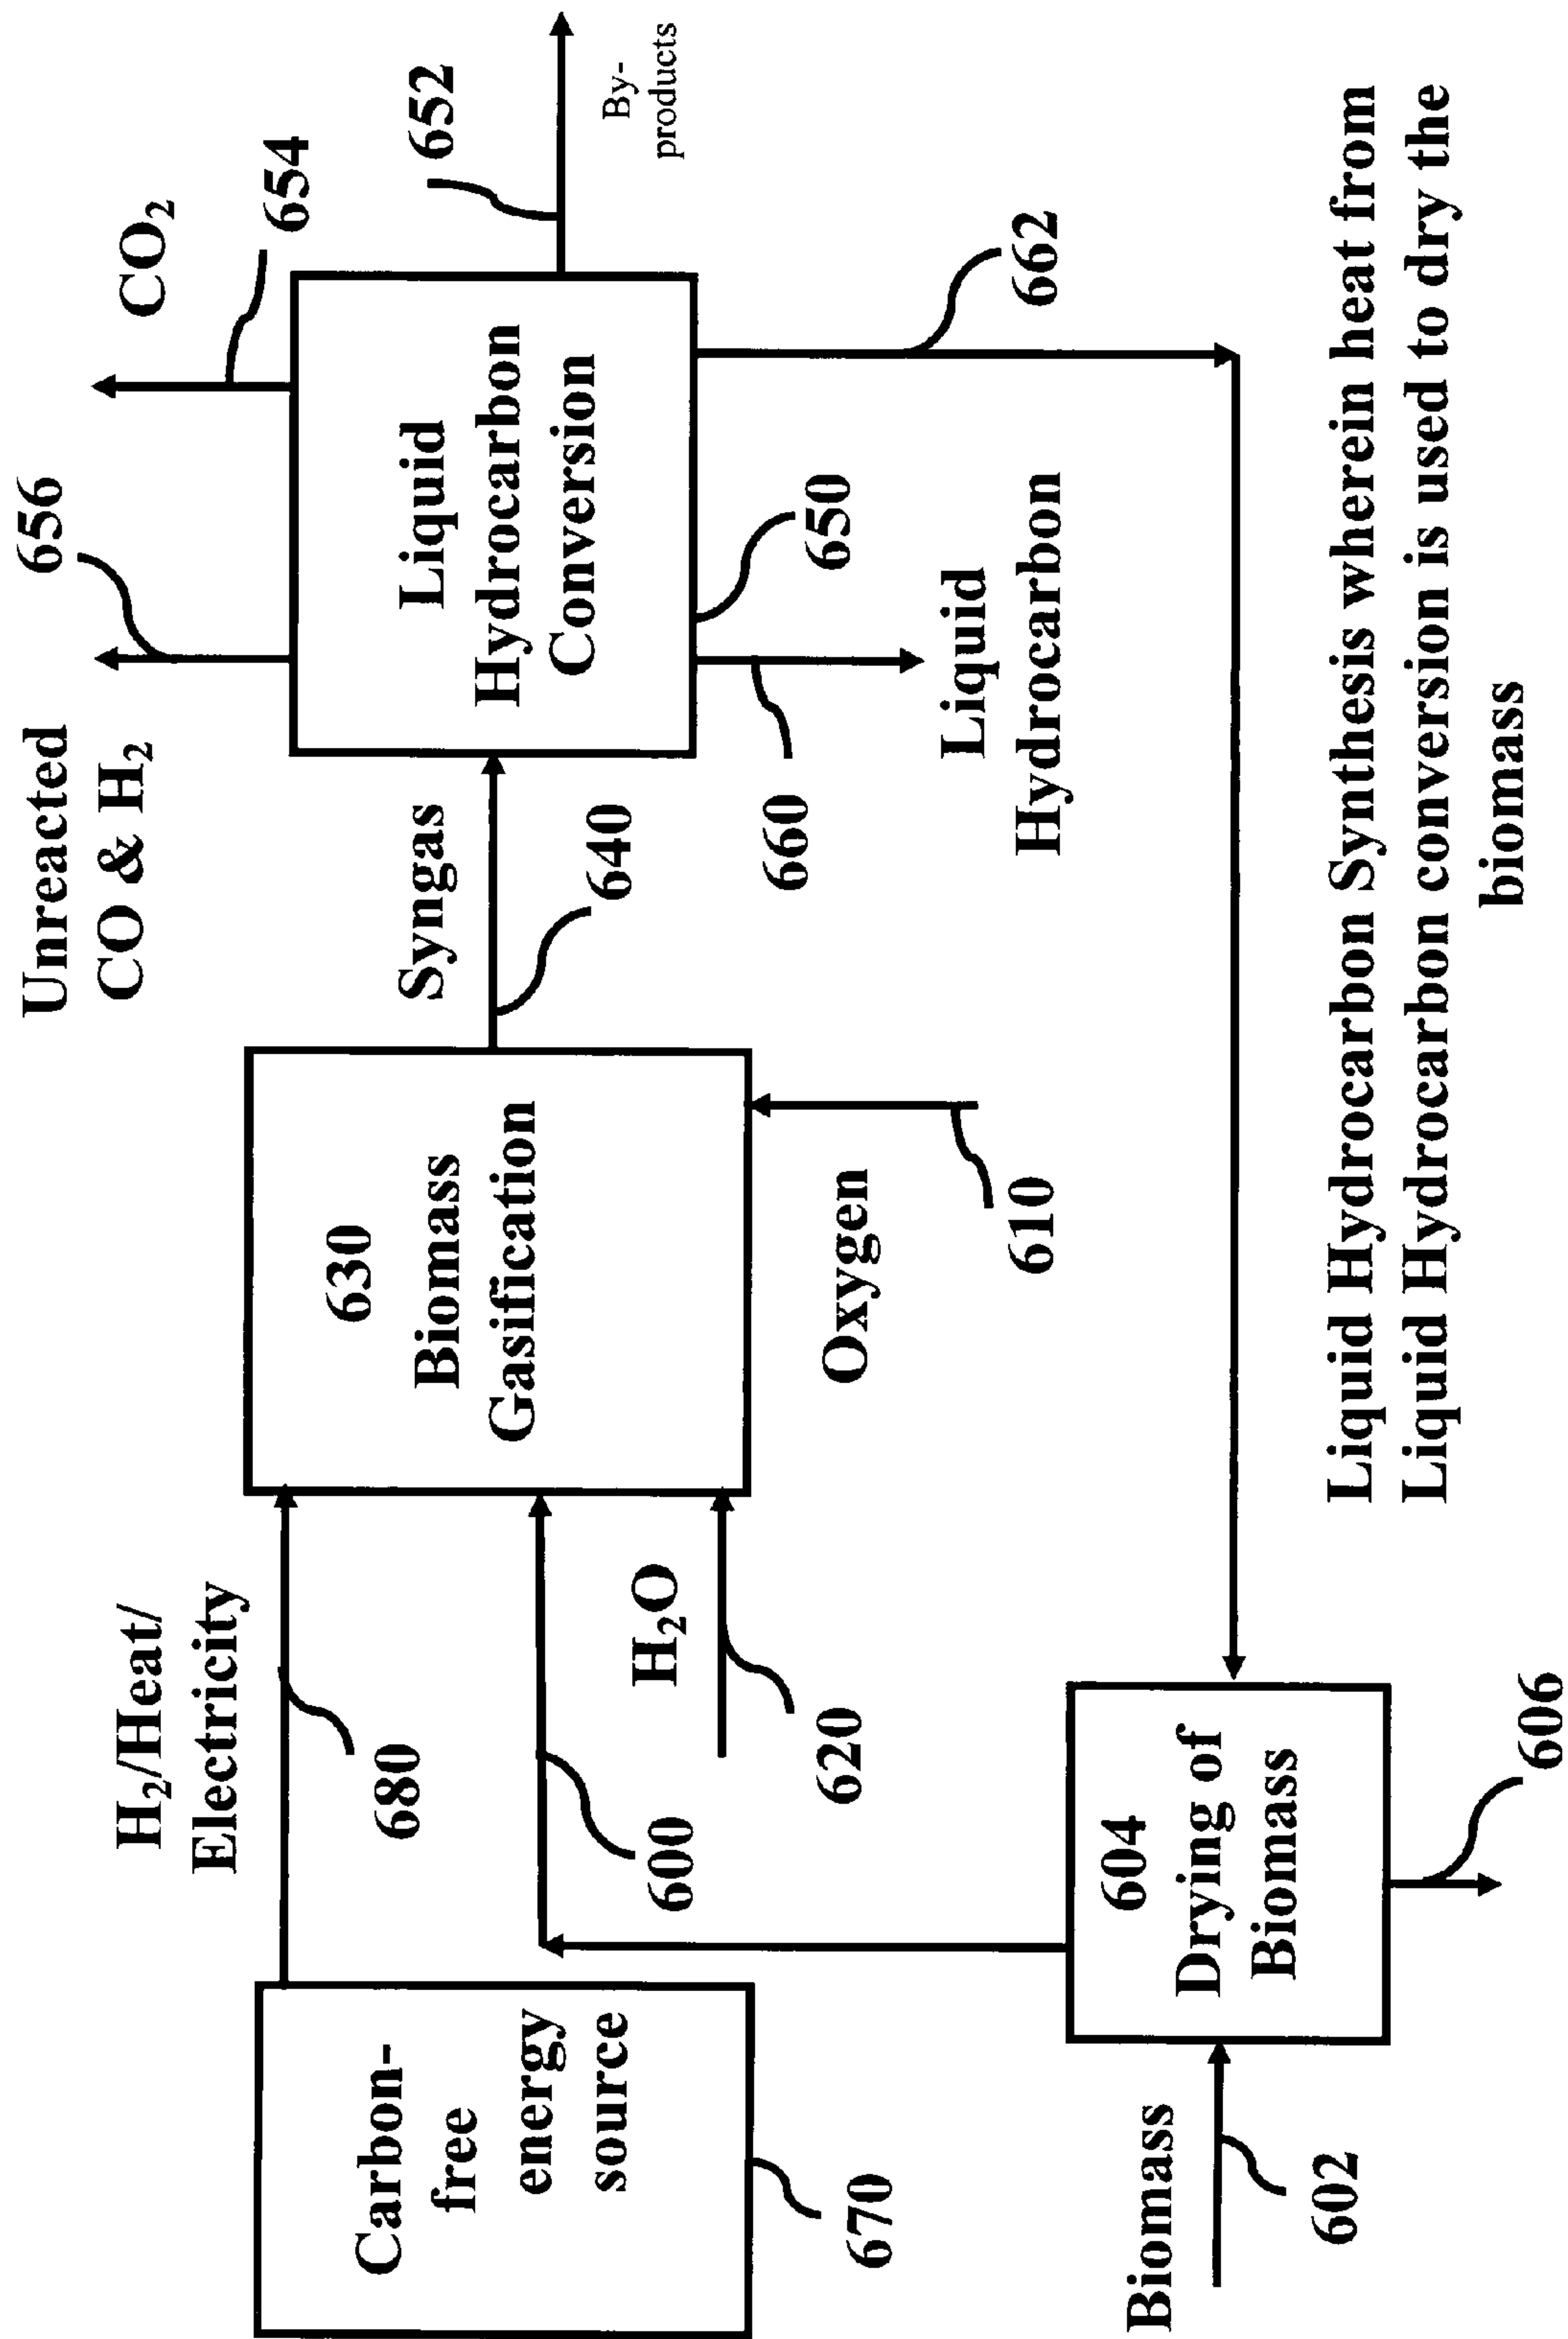 Unreacted
CO & H₂
656
CO₂
654
652
By-
products
H₂/Heat/
Electricity
680
Carbon-
free
energy
source
670
630
Biomass
Gasification
Syngas
640
Liquid
Hydrocarbon
Conversion
650
660
Liquid
Hydrocarbon
662
600
H₂O
620
Oxygen
610
Biomass
602
604
Drying of
Biomass
606
Liquid Hydrocarbon Synthesis wherein heat from
Liquid Hydrocarbon conversion is used to dry the
biomass